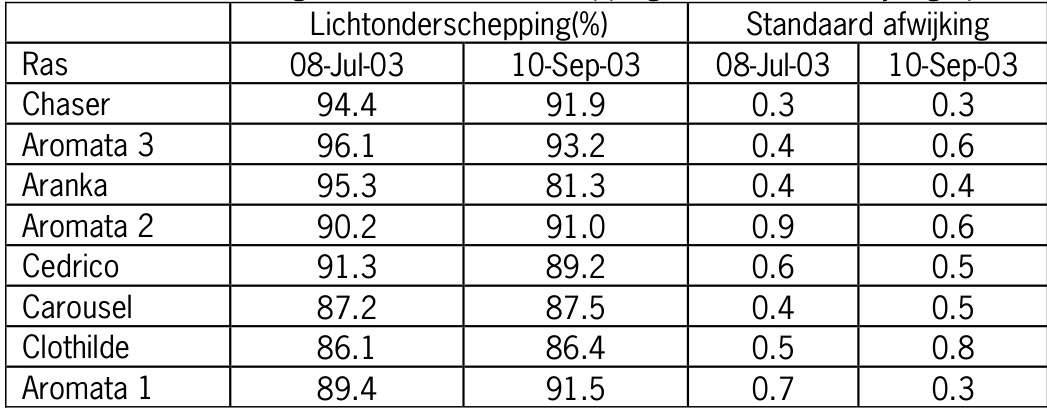 Lichtonderschepping(%) Standaard afwijking
Ras 08-Jul-03 10-Sep-03 08-Jul-03 10-Sep-03
Chaser 94.4 91.9 0.3 0.3
Aromata 3 96.1 93.2 0.4 0.6
Aranka 95.3 81.3 0.4 0.4
Aromata 2 90.2 91.0 0.9 0.6
Cedrico 91.3 89.2 0.6 0.5
Carousel 87.2 87.5 0.4 0.5
Clothilde 86.1 86.4 0.5 0.8
Aromata 1 89.4 91.5 0.7 0.3